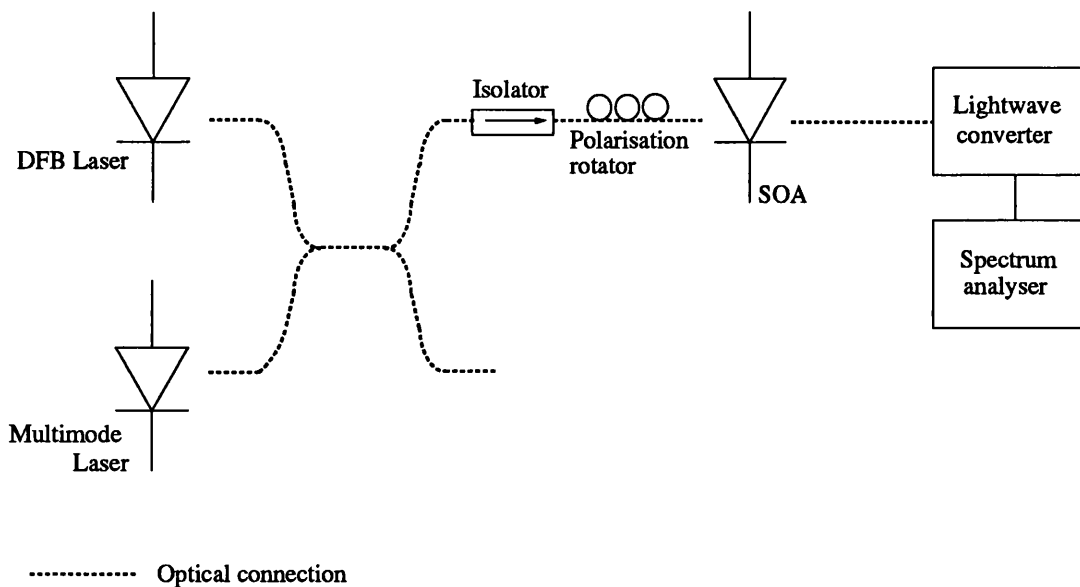 DFB Laser
Isolator
Polarisation
rotator
SOA
Lightwave
converter
Spectrum
analyser
Multimode
Laser
Optical connection